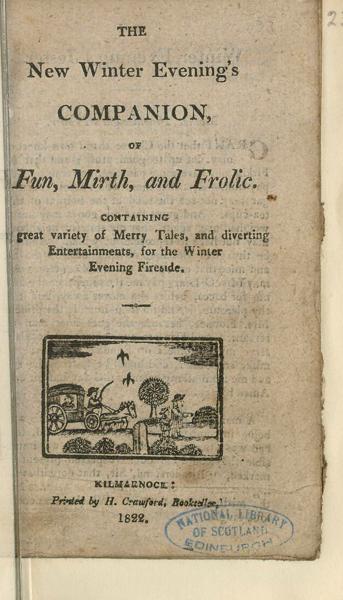 THE
New Winter Evening's
COMPANION,
OF
Fun, Mirth, and Frolic.
CONTAINING
great variety of Merry Tales, and diverting
Entertainments, for the Winter
Evening Fireside.
KILMARNOCK:
Printed by H. Crawford, Bookseller,
1822.
NATIONAL LIBRARY
OF SCOTLAND
EDINBURGH